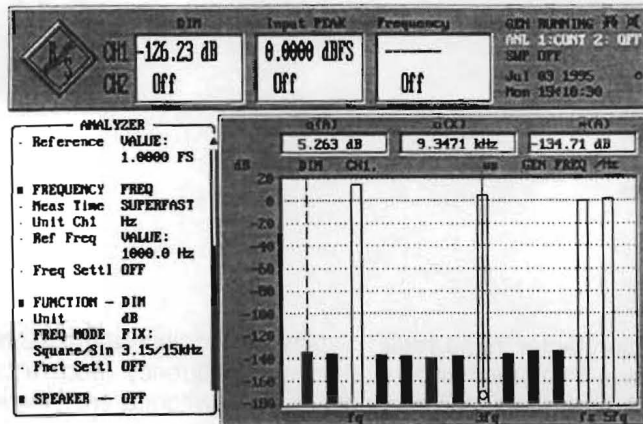 DIM Input PEAK Frequency
R/S
CH1 -126.23 dB 0.0000 dBFS
CH2 Off Off Off
GEN RUNNING
ANL 1:CONT 2: OFF
SWP OFF
Jul 03 1995
Mon 15:18:30
ANALYZER
Reference VALUE:
1.0000 FS
FREQUENCY FREQ
Meas Time SUPERFAST
Unit Ch1 Hz
Ref Freq VALUE:
1000.0 Hz
Freq Settl OFF
FUNCTION — DIM
Unit dB
FREQ MODE FIX:
Square/Sin 3.15/15kHz
Fnct Settl OFF
SPEAKER — OFF
o(A) o(X) *(A)
5.263 dB 9.3471 kHz -134.71 dB
dB DIM CH1, vs GEN FREQ /Hz
20
0
-20
-40
-60
-80
-100
-120
-140
-160
-180
fq 3fq fs 5fq